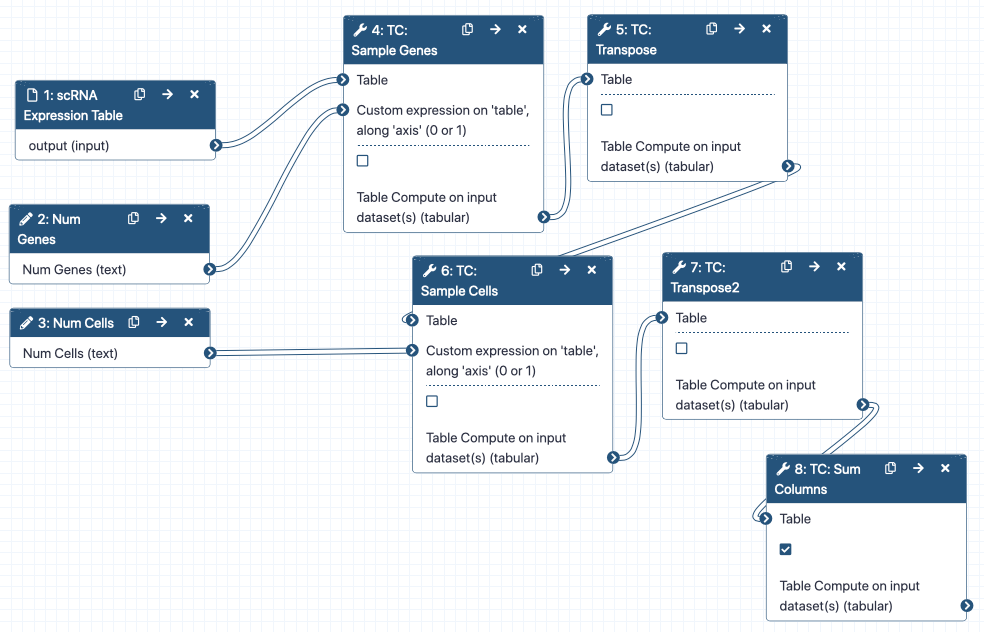 1: scRNA
Expression Table
output (input)
2: Num
Genes
Num Genes (text)
3: Num Cells
Num Cells (text)
4: TC:
Sample Genes
Table
Custom expression on 'table',
along 'axis' (0 or 1)
Table Compute on input
dataset(s) (tabular)
5: TC:
Transpose
Table
Table Compute on input
dataset(s) (tabular)
6: TC:
Sample Cells
Table
Custom expression on 'table',
along 'axis' (0 or 1)
Table Compute on input
dataset(s) (tabular)
7: TC:
Transpose2
Table
Table Compute on input
dataset(s) (tabular)
8: TC: Sum
Columns
Table
Table Compute on input
dataset(s) (tabular)